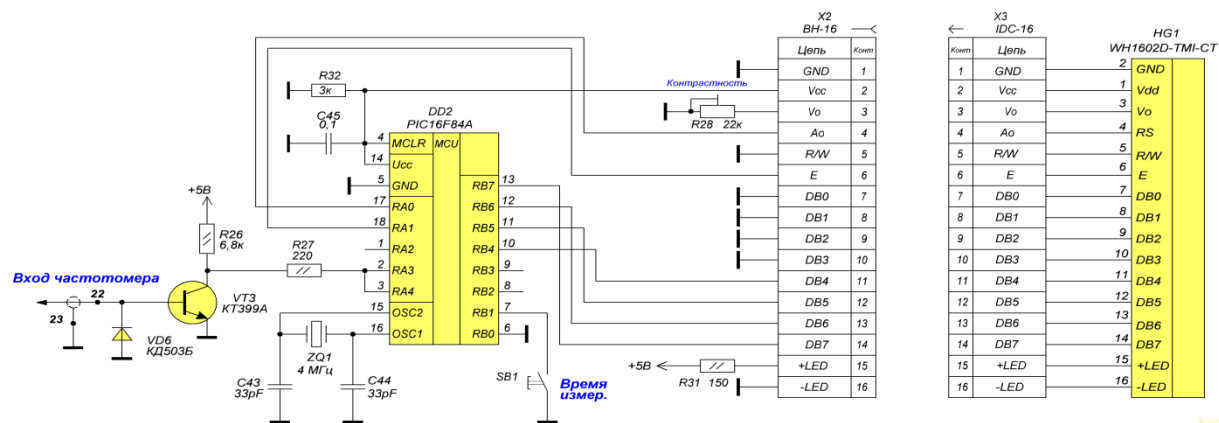 X2
BH-16
Цепь Конт
GND 1
Vcc 2
Vo 3
Ao 4
R/W 5
E 6
DB0 7
DB1 8
DB2 9
DB3 10
DB4 11
DB5 12
DB6 13
DB7 14
+LED 15
-LED 16
X3
IDC-16
Конт Цепь
1 GND
2 Vcc
3 Vo
4 Ao
5 R/W
6 E
7 DB0
8 DB1
9 DB2
10 DB3
11 DB4
12 DB5
13 DB6
14 DB7
15 +LED
16 -LED
HG1
WH1602D-TMI-CT
2 GND
1 Vdd
3 Vo
4 RS
5 R/W
6 E
7 DB0
8 DB1
9 DB2
10 DB3
11 DB4
12 DB5
13 DB6
14 DB7
15 +LED
16 -LED
R32
3к
C45
0,1
Контрастность
R28 22к
DD2
PIC16F84A
MCU
4 MCLR
14 Ucc
5 GND
17 RA0
18 RA1
1 RA2
2 RA3
3 RA4
15 OSC2
16 OSC1
RB7 13
RB6 12
RB5 11
RB4 10
RB3 9
RB2 8
RB1 7
RB0 6
+5В
R26
6,8к
R27
220
Вход частотомера
22
23
VT3
КТ399А
VD6
КД503Б
ZQ1
4 МГц
C43
33pF
C44
33pF
SB1
Время
измер.
+5В
R31 150